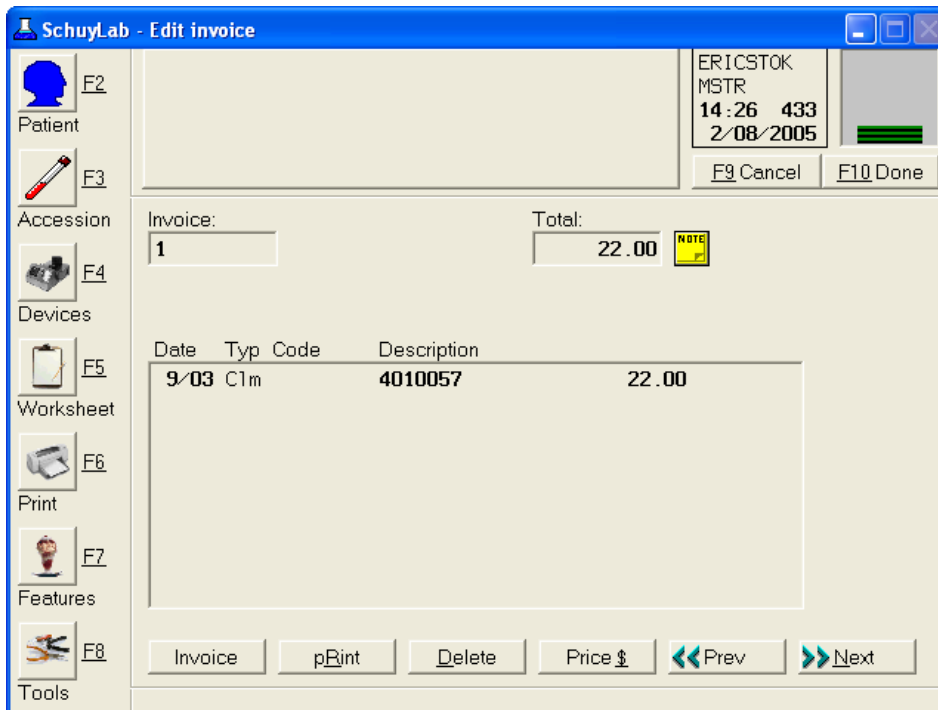 SchuyLab - Edit invoice
F2
Patient
F3
Accession
F4
Devices
F5
Worksheet
F6
Print
F7
Features
F8
Tools
ERICSTOK
MSTR
14:26 433
2/08/2005
F9 Cancel F10 Done
Invoice: Total:
1 22.00 NOTE
Date Typ Code Description
9/03 Clm 4010057 22.00
Invoice pRint Delete Price $ Prev Next